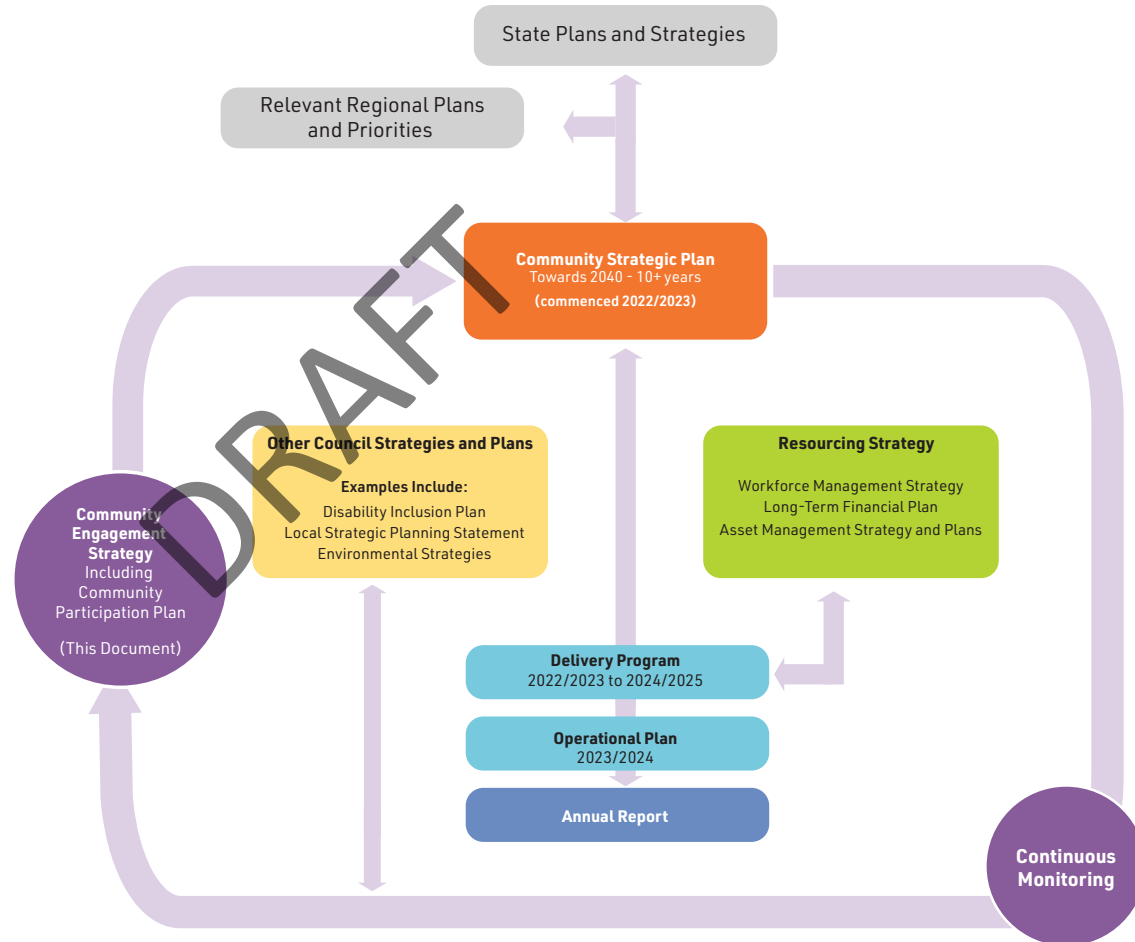 State Plans and Strategies
Relevant Regional Plans
and Priorities
Community Strategic Plan
Towards 2040 - 10+ years
(commenced 2022/2023)
DRAFT
Other Council Strategies and Plans
Examples Include:
Disability Inclusion Plan
Local Strategic Planning Statement
Environmental Strategies
Resourcing Strategy
Workforce Management Strategy
Long-Term Financial Plan
Asset Management Strategy and Plans
Community
Engagement
Strategy
Including
Community
Participation Plan
(This Document)
Delivery Program
2022/2023 to 2024/2025
Operational Plan
2023/2024
Annual Report
Continuous
Monitoring